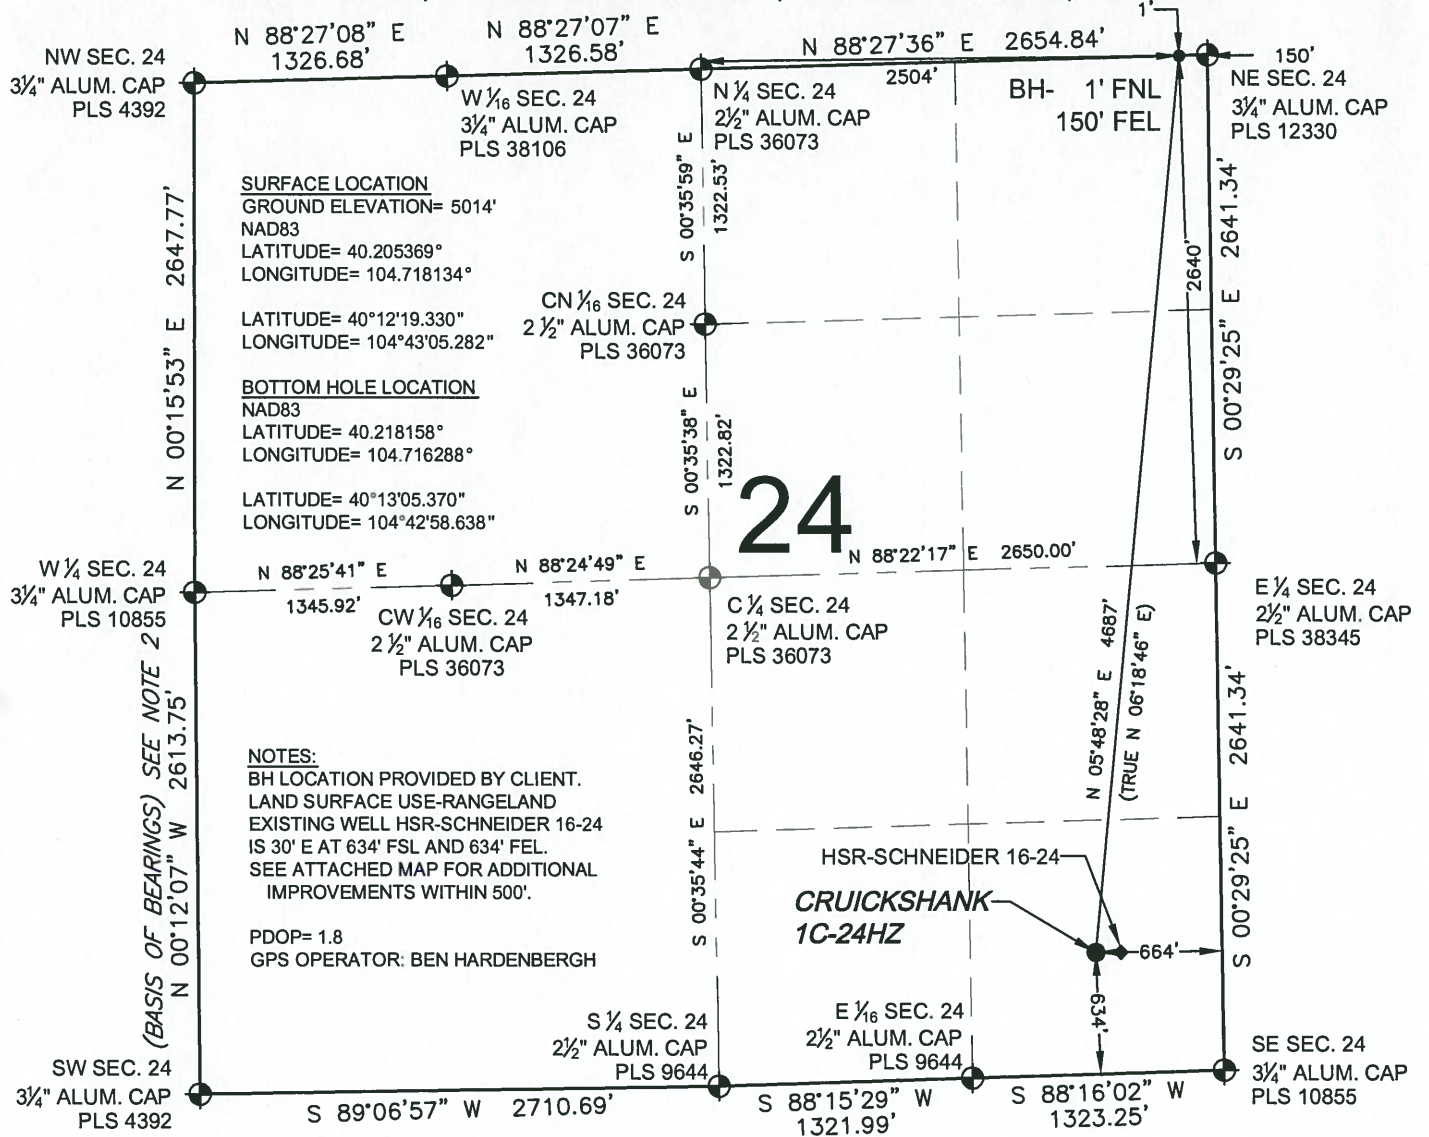 1'
N 88°27'08" E
1326.68'
N 88°27'07" E
1326.58'
N 88°27'36" E 2654.84'
2504'
150'
NW SEC. 24
3¼" ALUM. CAP
PLS 4392
W 1⁄16 SEC. 24
3¼" ALUM. CAP
PLS 38106
N ¼ SEC. 24
2½" ALUM. CAP
PLS 36073
BH- 1' FNL
150' FEL
NE SEC. 24
3¼" ALUM. CAP
PLS 12330
SURFACE LOCATION
GROUND ELEVATION= 5014'
NAD83
LATITUDE= 40.205369°
LONGITUDE= 104.718134°
LATITUDE= 40°12'19.330"
LONGITUDE= 104°43'05.282"
BOTTOM HOLE LOCATION
NAD83
LATITUDE= 40.218158°
LONGITUDE= 104.716288°
LATITUDE= 40°13'05.370"
LONGITUDE= 104°42'58.638"
N 00°15'53" E 2647.77'
S 00°35'59" E
1322.53'
CN 1⁄16 SEC. 24
2 ½" ALUM. CAP
PLS 36073
S 00°35'38" E
1322.82'
2640'
S 00°29'25" E 2641.34'
24
W ¼ SEC. 24
3¼" ALUM. CAP
PLS 10855
N 88°25'41" E
1345.92'
N 88°24'49" E
1347.18'
CW 1⁄16 SEC. 24
2 ½" ALUM. CAP
PLS 36073
N 88°22'17" E 2650.00'
C ¼ SEC. 24
2 ½" ALUM. CAP
PLS 36073
E ¼ SEC. 24
2½" ALUM. CAP
PLS 38345
N 05°48'28" E 4687'
(TRUE N 06°18'46" E)
(BASIS OF BEARINGS) SEE NOTE 2
N 00°12'07" W 2613.75'
NOTES:
BH LOCATION PROVIDED BY CLIENT.
LAND SURFACE USE-RANGELAND
EXISTING WELL HSR-SCHNEIDER 16-24
IS 30' E AT 634' FSL AND 634' FEL.
SEE ATTACHED MAP FOR ADDITIONAL
IMPROVEMENTS WITHIN 500'.
PDOP= 1.8
GPS OPERATOR: BEN HARDENBERGH
S 00°35'44" E 2646.27'
S 00°29'25" E 2641.34'
HSR-SCHNEIDER 16-24
CRUICKSHANK
1C-24HZ
664'
634'
SW SEC. 24
3¼" ALUM. CAP
PLS 4392
S ¼ SEC. 24
2½" ALUM. CAP
PLS 9644
E 1⁄16 SEC. 24
2½" ALUM. CAP
PLS 9644
SE SEC. 24
3¼" ALUM. CAP
PLS 10855
S 89°06'57" W 2710.69'
S 88°15'29" W
1321.99'
S 88°16'02" W
1323.25'